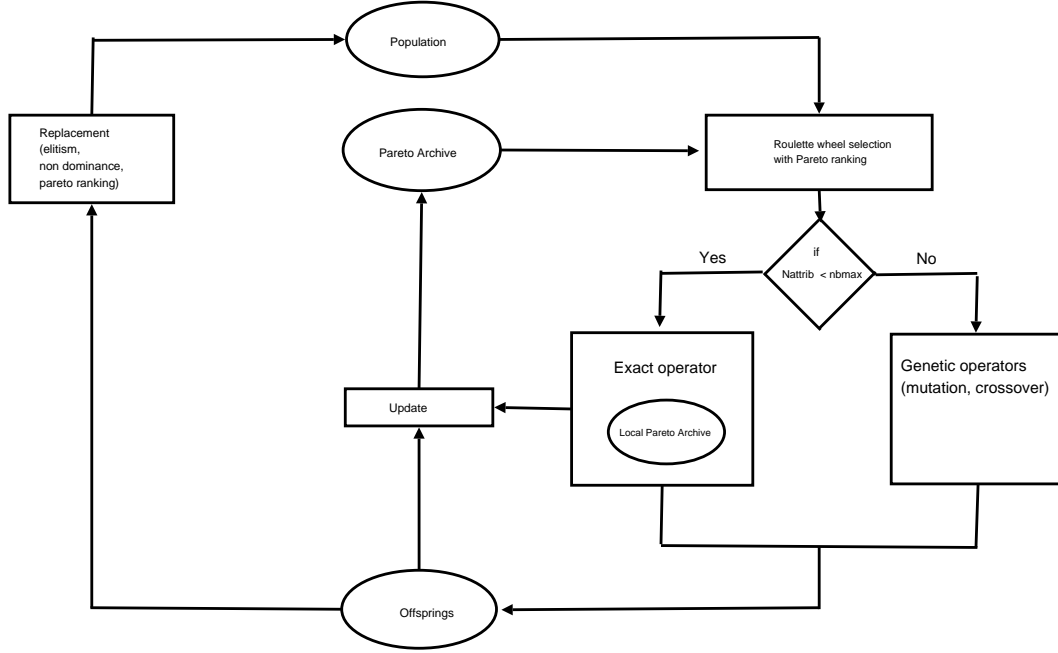 Population
Replacement
(elitism,
non dominance,
pareto ranking)
Pareto Archive
Roulette wheel selection
with Pareto ranking
if
Nattrib < nbmax
Yes
No
Exact operator
Local Pareto Archive
Genetic operators
(mutation, crossover)
Update
Offsprings